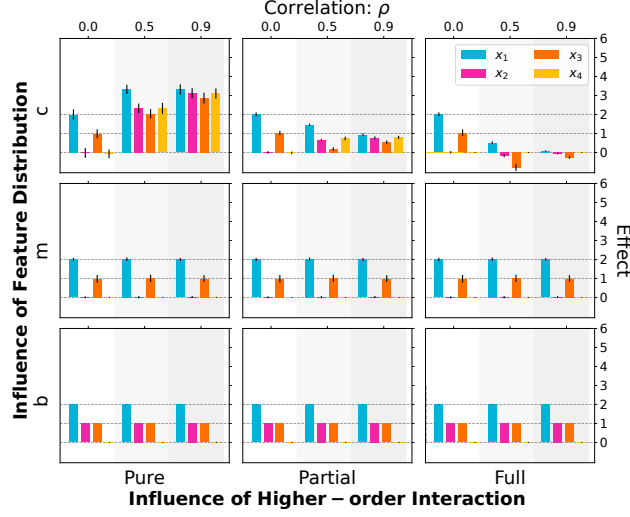 Correlation: ρ
0.0 0.5 0.9 0.0 0.5 0.9 0.0 0.5 0.9
x₁ x₃
x₂ x₄
6
5
4
3
2
1
0
6
5
4
3
2
1
0
6
5
4
3
2
1
0
Effect
Influence of Feature Distribution
c
m
b
Pure Partial Full
Influence of Higher − order Interaction